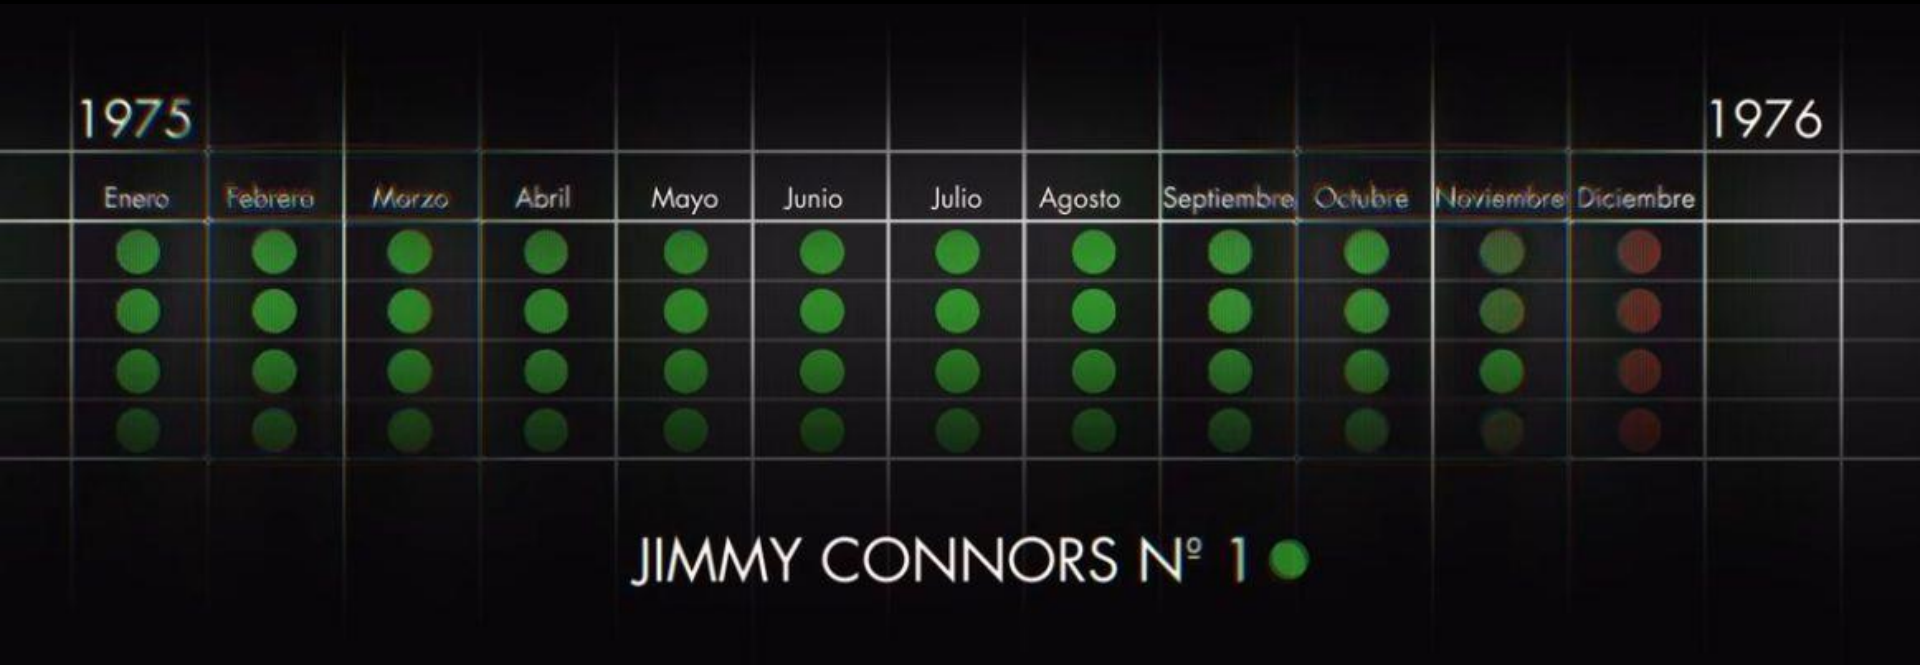 1975 1976
Enero Febrero Marzo Abril Mayo Junio Julio Agosto Septiembre Octubre Noviembre Diciembre
JIMMY CONNORS Nº 1